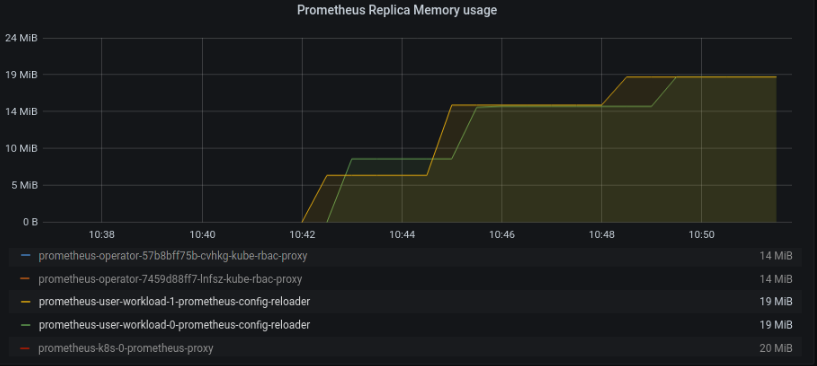 Prometheus Replica Memory usage
24 MiB
19 MiB
14 MiB
10 MiB
5 MiB
0 B
10:38 10:40 10:42 10:44 10:46 10:48 10:50
prometheus-operator-57b8bff75b-cvhkg-kube-rbac-proxy 14 MiB
prometheus-operator-7459d88ff7-lnfsz-kube-rbac-proxy 14 MiB
prometheus-user-workload-1-prometheus-config-reloader 19 MiB
prometheus-user-workload-0-prometheus-config-reloader 19 MiB
prometheus-k8s-0-prometheus-proxy 20 MiB